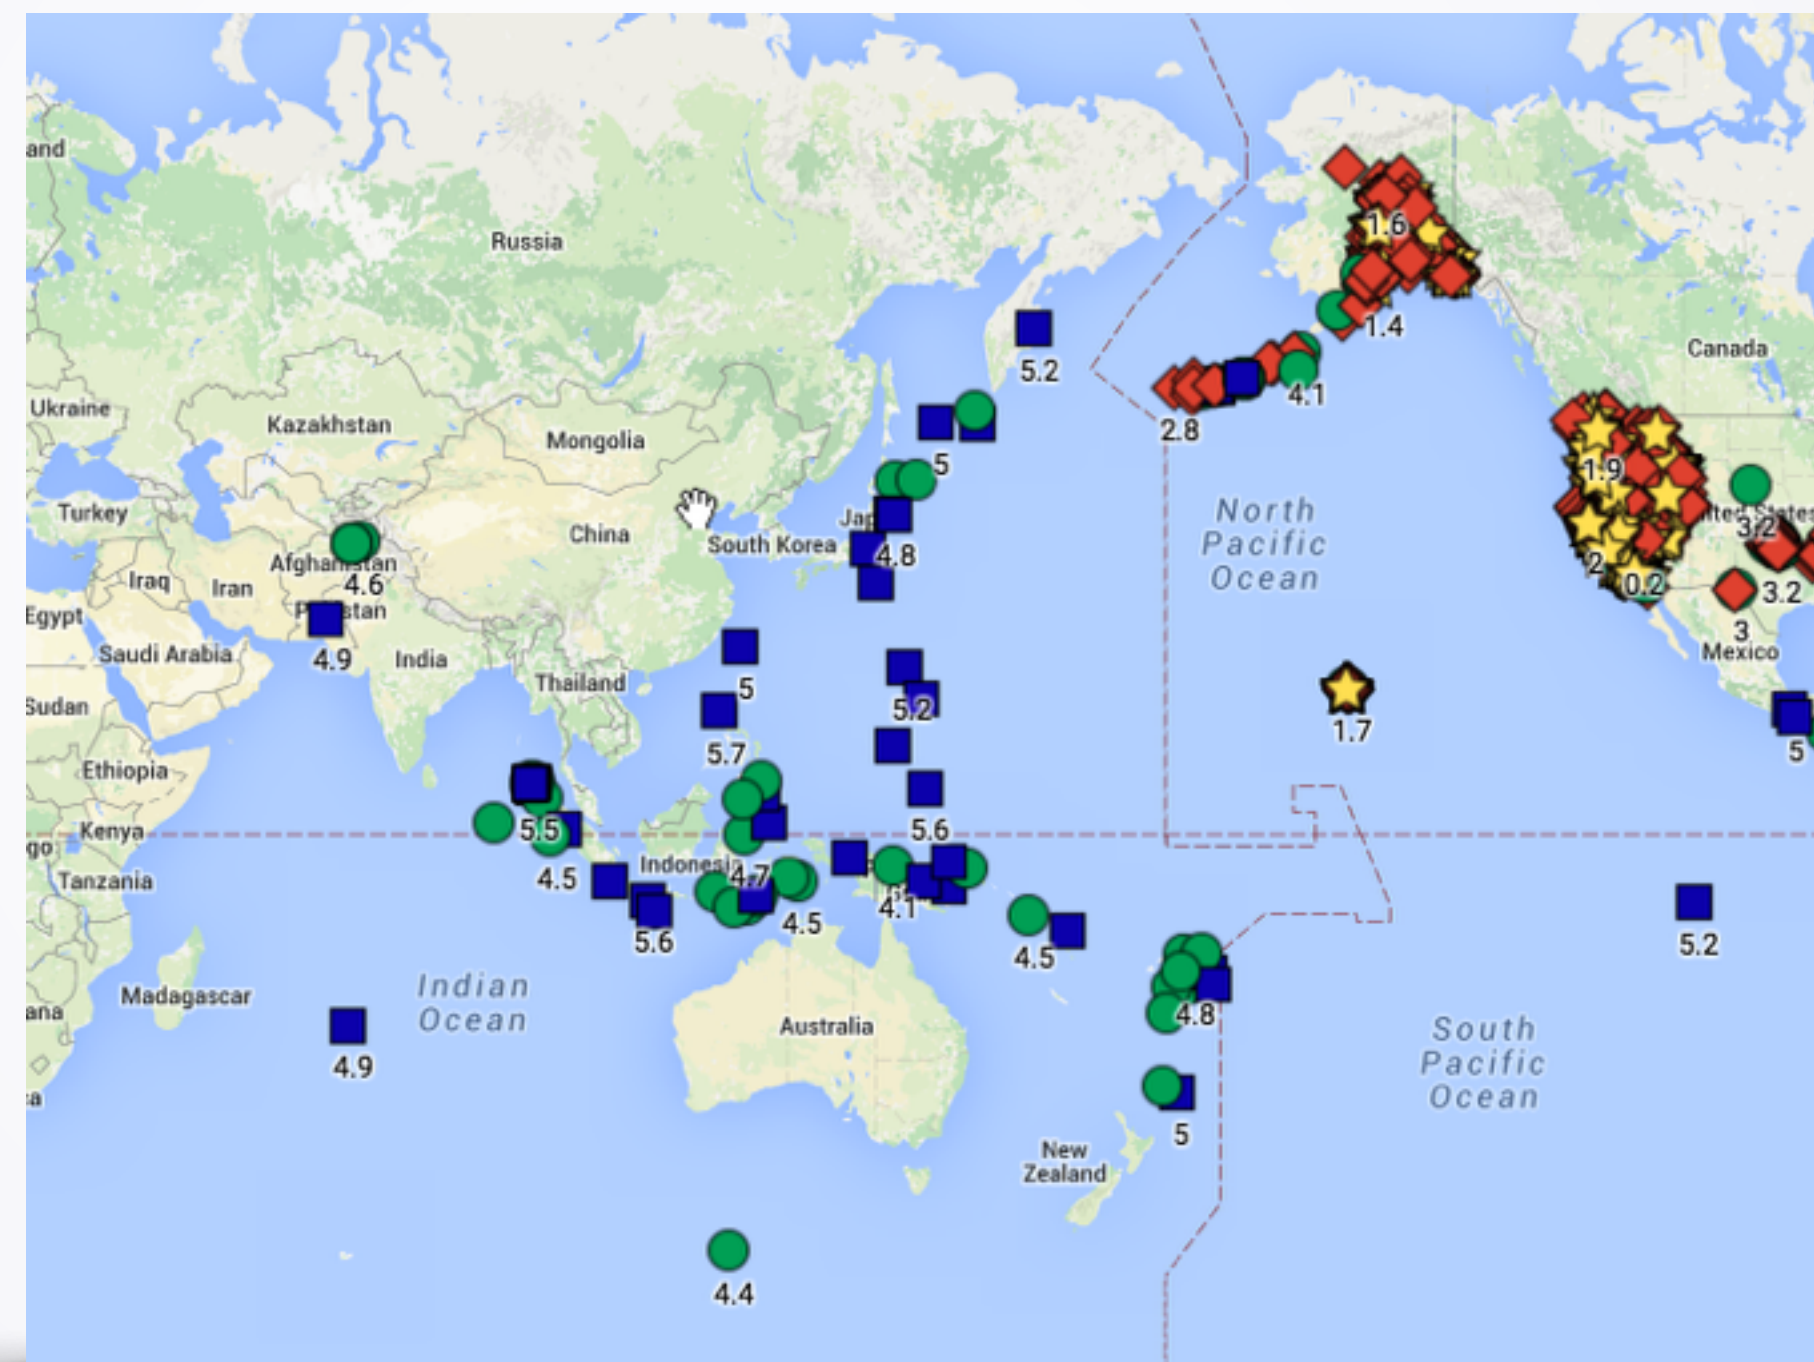 and
Russia
1.6
1.4
Canada
5.2
Ukraine
4.1
2.8
Kazakhstan
Mongolia
5
1.9
Turkey
North
Pacific
Ocean
China
South Korea
4.8
3.2
Afghanistan
4.6
Iraq
Iran
2
0.2
3.2
Egypt
3
Mexico
Saudi Arabia
4.9
India
5
Thailand
Sudan
5.2
1.7
5.7
5
Ethiopia
5.5
5.6
Kenya
go
Indonesia
4.7
Tanzania
4.5
4.1
4.5
5.6
4.5
5.2
Indian
Ocean
Madagascar
ana
4.8
Australia
South
Pacific
Ocean
4.9
a
5
New
Zealand
4.4